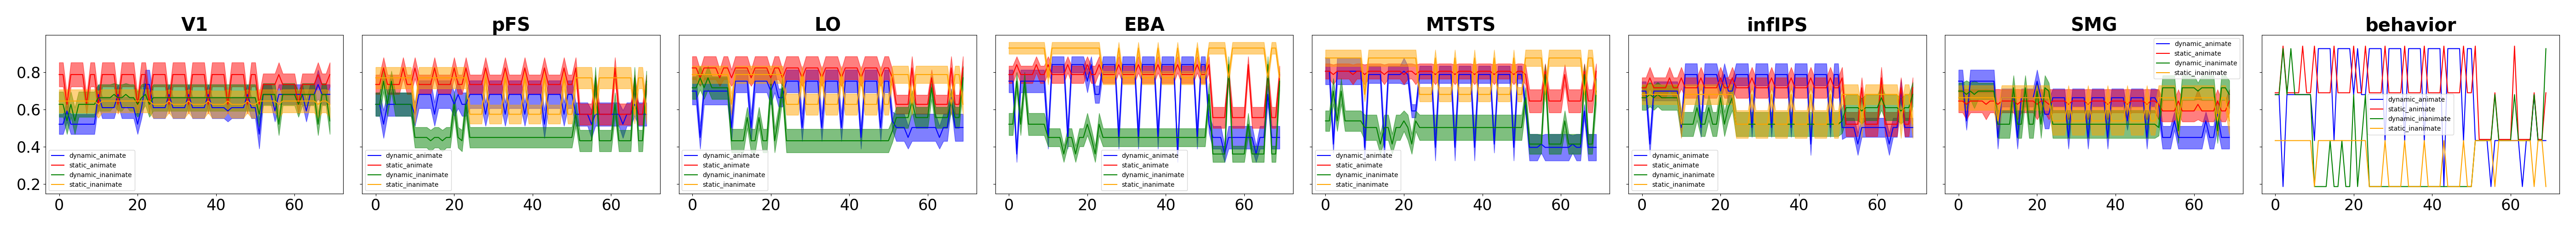 V1
pFS
LO
EBA
MTSTS
infIPS
SMG
behavior
0.8
0.6
0.4
0.2
0 20 40 60
dynamic_animate
static_animate
dynamic_inanimate
static_inanimate
0 20 40 60
dynamic_animate
static_animate
dynamic_inanimate
static_inanimate
0 20 40 60
dynamic_animate
static_animate
dynamic_inanimate
static_inanimate
0 20 40 60
dynamic_animate
static_animate
dynamic_inanimate
static_inanimate
0 20 40 60
dynamic_animate
static_animate
dynamic_inanimate
static_inanimate
0 20 40 60
dynamic_animate
static_animate
dynamic_inanimate
static_inanimate
0 20 40 60
dynamic_animate
static_animate
dynamic_inanimate
static_inanimate
0 20 40 60
dynamic_animate
static_animate
dynamic_inanimate
static_inanimate